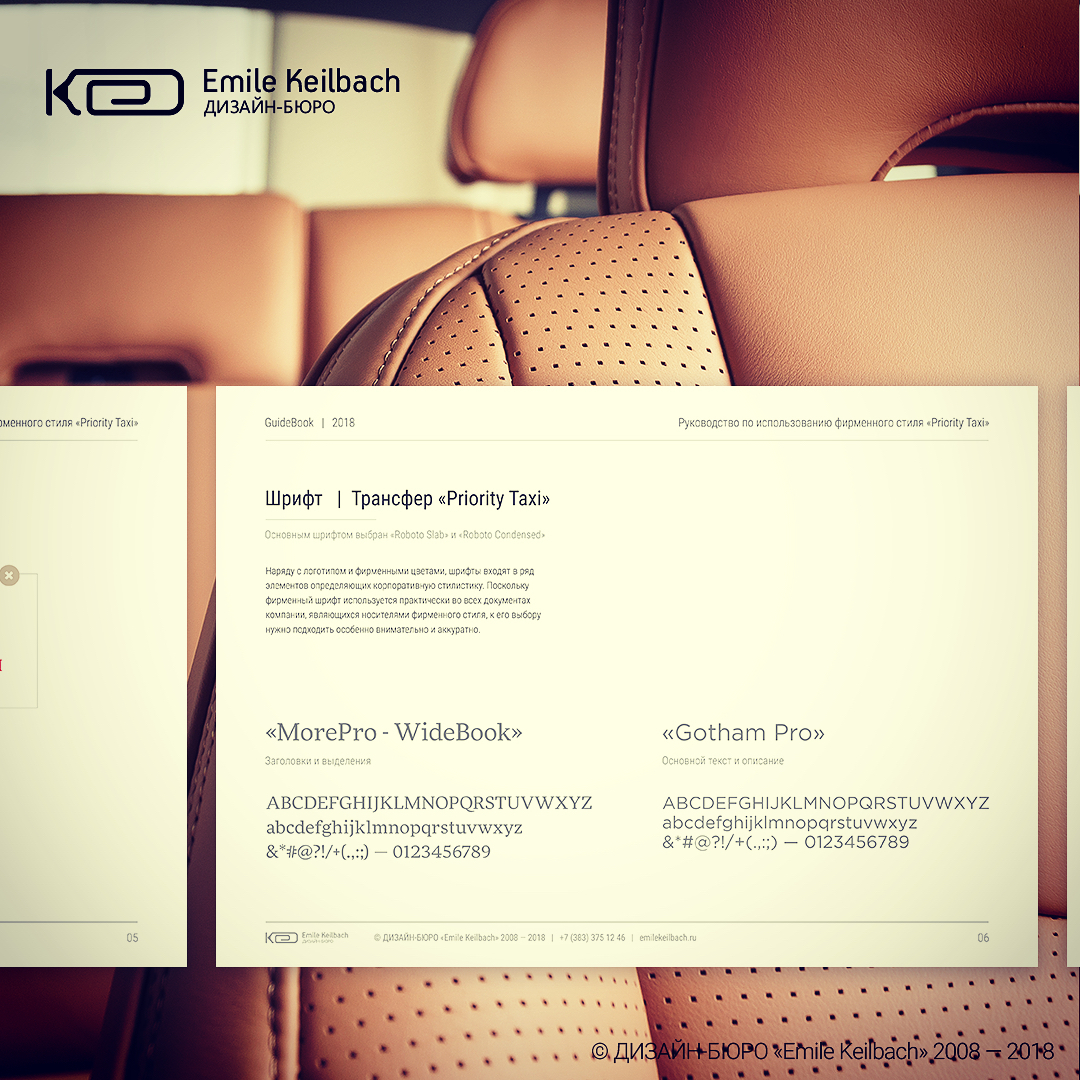 Emile Keilbach
ДИЗАЙН-БЮРО
рменного стиля «Priority Taxi»
05
GuideBook | 2018
Руководство по использованию фирменного стиля «Priority Taxi»
Шрифт | Трансфер «Priority Taxi»
Основным шрифтом выбран «Roboto Slab» и «Roboto Condensed»
Наряду с логотипом и фирменными цветами, шрифты входят в ряд
элементов определяющих корпоративную стилистику. Поскольку
фирменный шрифт используется практически во всех документах
компании, являющихся носителями фирменного стиля, к его выбору
нужно подходить особенно внимательно и аккуратно.
«MorePro - WideBook»
Заголовки и выделения
ABCDEFGHIJKLMNOPQRSTUVWXYZ
abcdefghijklmnopqrstuvwxyz
&*#@?!/+(.,:;) — 0123456789
«Gotham Pro»
Основной текст и описание
ABCDEFGHIJKLMNOPQRSTUVWXYZ
abcdefghijklmnopqrstuvwxyz
&*#@?!/+(.,:;) — 0123456789
Emile Keilbach
ДИЗАЙН-БЮРО
© ДИЗАЙН-БЮРО «Emile Keilbach» 2008 – 2018 | +7 (383) 375 12 46 | emilekeilbach.ru
06
© ДИЗАЙН-БЮРО «Emile Keilbach» 2008 — 2018